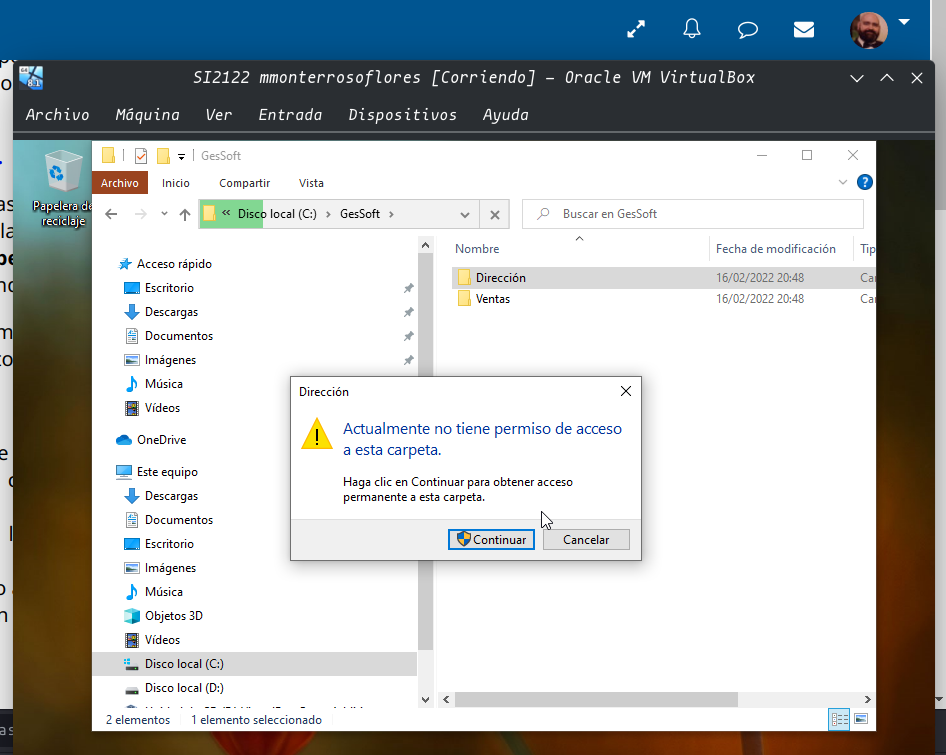 SI2122 mmonterrosoflores [Corriendo] – Oracle VM VirtualBox
Archivo Máquina Ver Entrada Dispositivos Ayuda
Papelera de
reciclaje
GesSoft
Archivo Inicio Compartir Vista
« Disco local (C:) › GesSoft ›
Buscar en GesSoft
Nombre Fecha de modificación Tip
Dirección 16/02/2022 20:48 Car
Ventas 16/02/2022 20:48 Car
Acceso rápido
Escritorio
Descargas
Documentos
Imágenes
Música
Vídeos
OneDrive
Este equipo
Descargas
Documentos
Escritorio
Imágenes
Música
Objetos 3D
Vídeos
Disco local (C:)
Disco local (D:)
Dirección
Actualmente no tiene permiso de acceso
a esta carpeta.
Haga clic en Continuar para obtener acceso
permanente a esta carpeta.
Continuar Cancelar
2 elementos 1 elemento seleccionado